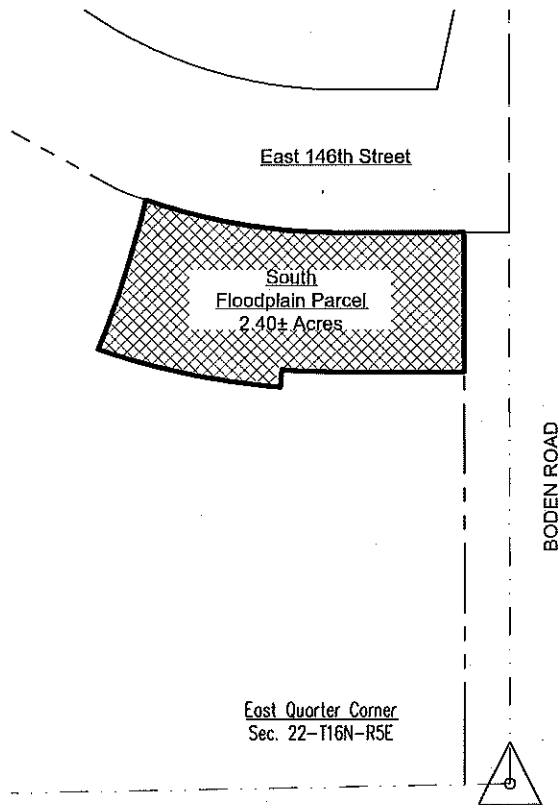 East 146th Street
South
Floodplain Parcel
2.40± Acres
BODEN ROAD
East Quarter Corner
Sec. 22-T16N-R5E